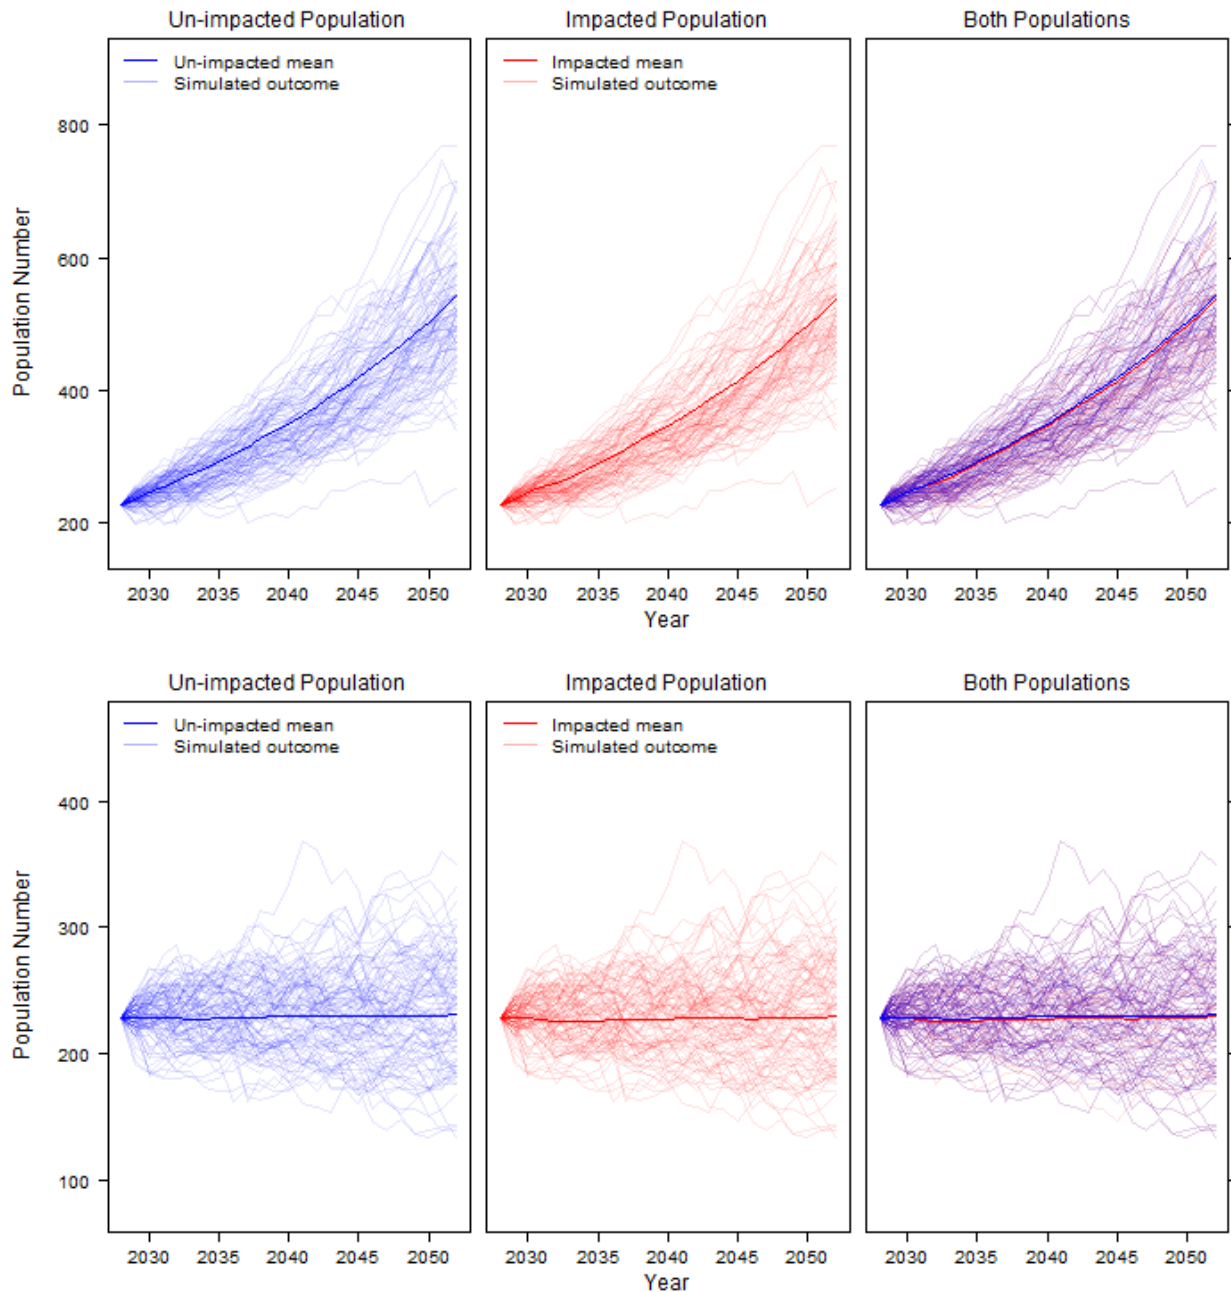 Un-impacted Population
Impacted Population
Both Populations
Un-impacted mean
Simulated outcome
Impacted mean
Simulated outcome
Population Number
800
600
400
200
2030 2035 2040 2045 2050
2030 2035 2040 2045 2050
2030 2035 2040 2045 2050
Year
Un-impacted Population
Impacted Population
Both Populations
Un-impacted mean
Simulated outcome
Impacted mean
Simulated outcome
Population Number
400
300
200
100
2030 2035 2040 2045 2050
2030 2035 2040 2045 2050
2030 2035 2040 2045 2050
Year